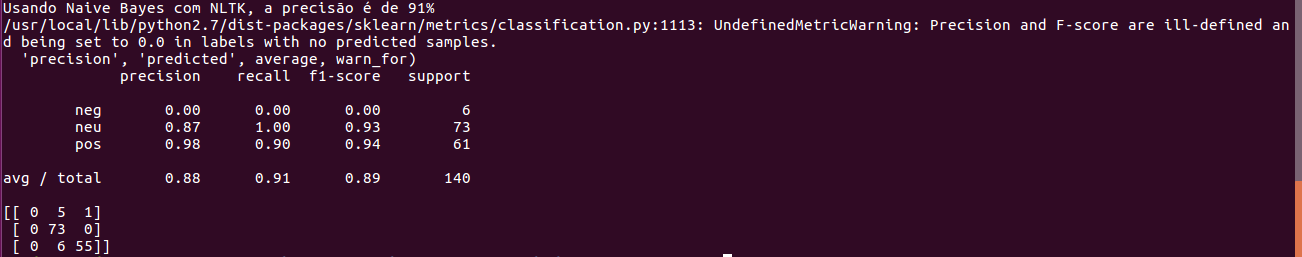 Usando Naive Bayes com NLTK, a precisão é de 91%
/usr/local/lib/python2.7/dist-packages/sklearn/metrics/classification.py:1113: UndefinedMetricWarning: Precision and F-score are ill-defined an
d being set to 0.0 in labels with no predicted samples.
  'precision', 'predicted', average, warn_for)
             precision    recall  f1-score   support

        neg       0.00      0.00      0.00         6
        neu       0.87      1.00      0.93        73
        pos       0.98      0.90      0.94        61

avg / total       0.88      0.91      0.89       140

[[ 0  5  1]
 [ 0 73  0]
 [ 0  6 55]]